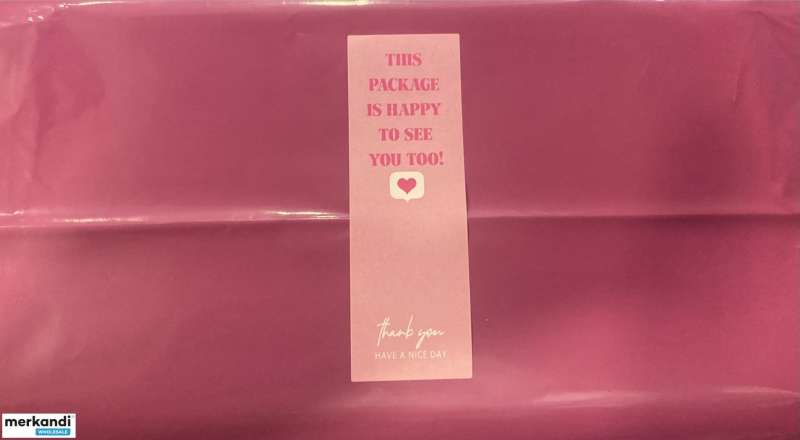 THIS
PACKAGE
IS HAPPY
TO SEE
YOU TOO!
thank you
HAVE A NICE DAY
merkandi
WHOLESALE